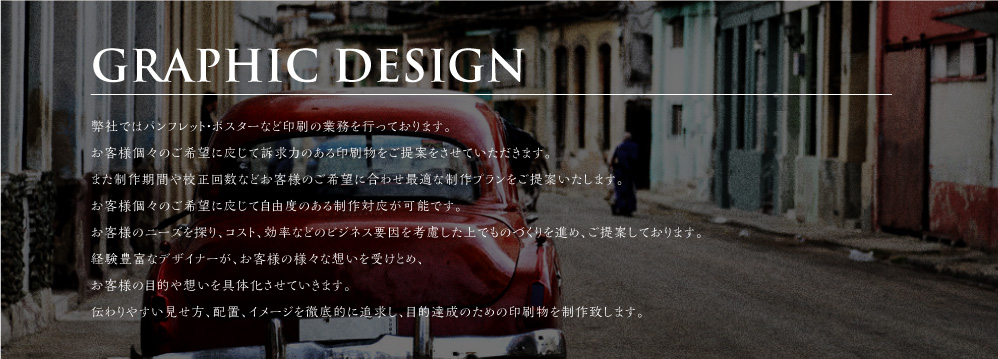 GRAPHIC DESIGN
弊社ではパンフレット・ポスターなど印刷の業務を行っております。
お客様個々のご希望に応じて訴求力のある印刷物をご提案をさせていただきます。
また制作期間や校正回数などお客様のご希望に合わせ最適な制作プランをご提案いたします。
お客様個々のご希望に応じて自由度のある制作対応が可能です。
お客様のニーズを探り、コスト、効率などのビジネス要因を考慮した上でものづくりを進め、ご提案しております。
経験豊富なデザイナーが、お客様の様々な想いを受けとめ、
お客様の目的や想いを具体化させていきます。
伝わりやすい見せ方、配置、イメージを徹底的に追求し、目的達成のための印刷物を制作致します。